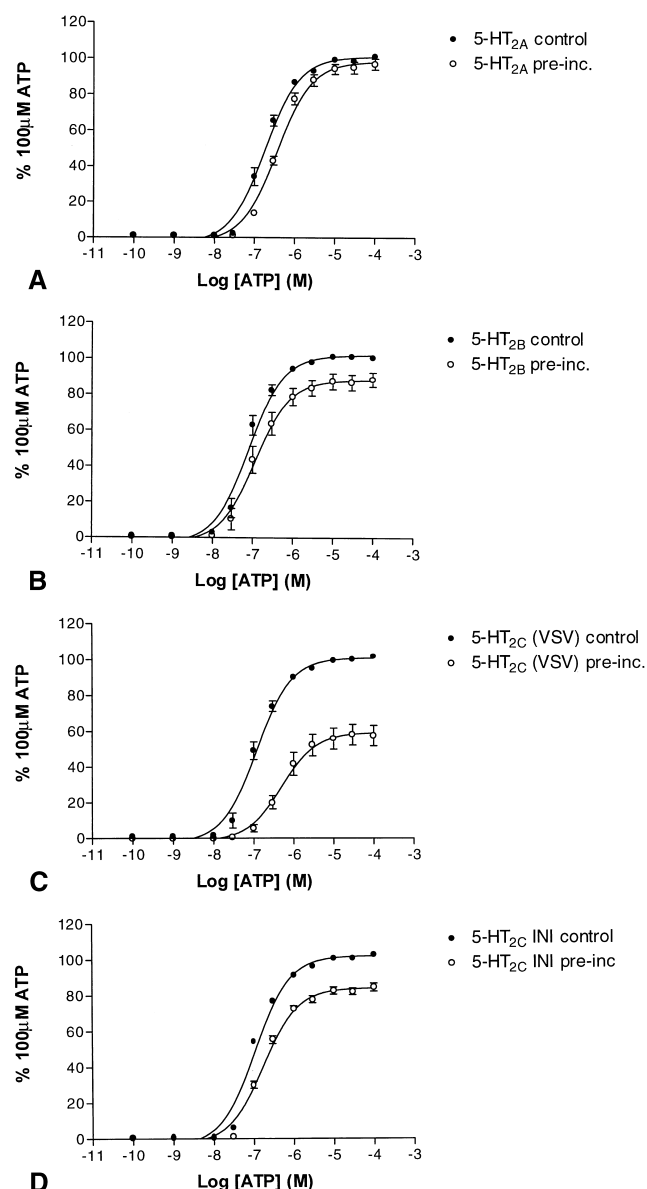 120
100
80
60
40
20
0
% 100µM ATP
-11 -10 -9 -8 -7 -6 -5 -4 -3
Log [ATP] (M)
A
5-HT2A control
5-HT2A pre-inc.
120
100
80
60
40
20
0
% 100µM ATP
-11 -10 -9 -8 -7 -6 -5 -4 -3
Log [ATP] (M)
B
5-HT2B control
5-HT2B pre-inc.
120
100
80
60
40
20
0
% 100µM ATP
-11 -10 -9 -8 -7 -6 -5 -4 -3
Log [ATP] (M)
C
5-HT2C (VSV) control
5-HT2C (VSV) pre-inc.
120
100
80
60
40
20
0
% 100µM ATP
-11 -10 -9 -8 -7 -6 -5 -4 -3
Log [ATP] (M)
D
5-HT2C INI control
5-HT2C INI pre-inc